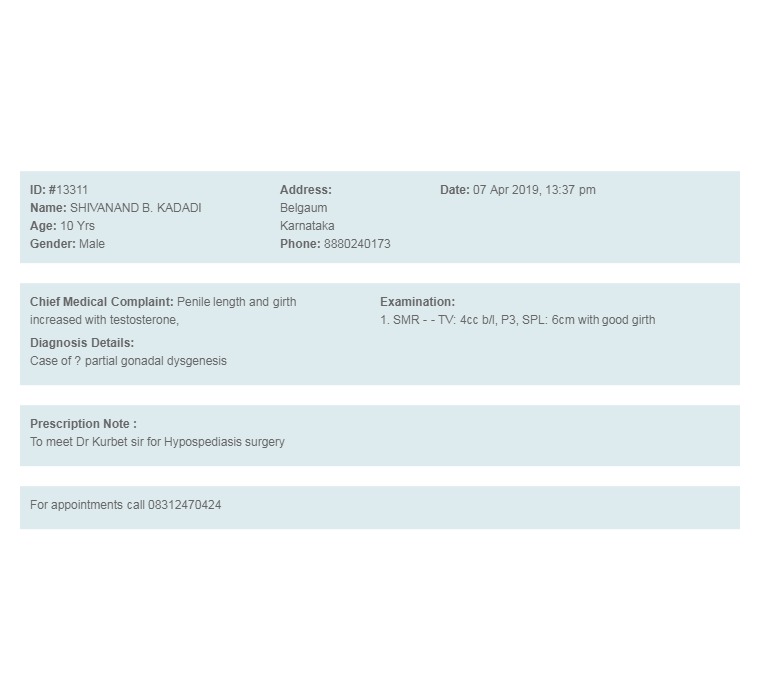 ID: #13311
Name: SHIVANAND B. KADADI
Age: 10 Yrs
Gender: Male
Address:
Belgaum
Karnataka
Phone: 8880240173
Date: 07 Apr 2019, 13:37 pm
Chief Medical Complaint: Penile length and girth
increased with testosterone,
Diagnosis Details:
Case of ? partial gonadal dysgenesis
Examination:
1. SMR - - TV: 4cc b/l, P3, SPL: 6cm with good girth
Prescription Note :
To meet Dr Kurbet sir for Hypospediasis surgery
For appointments call 08312470424